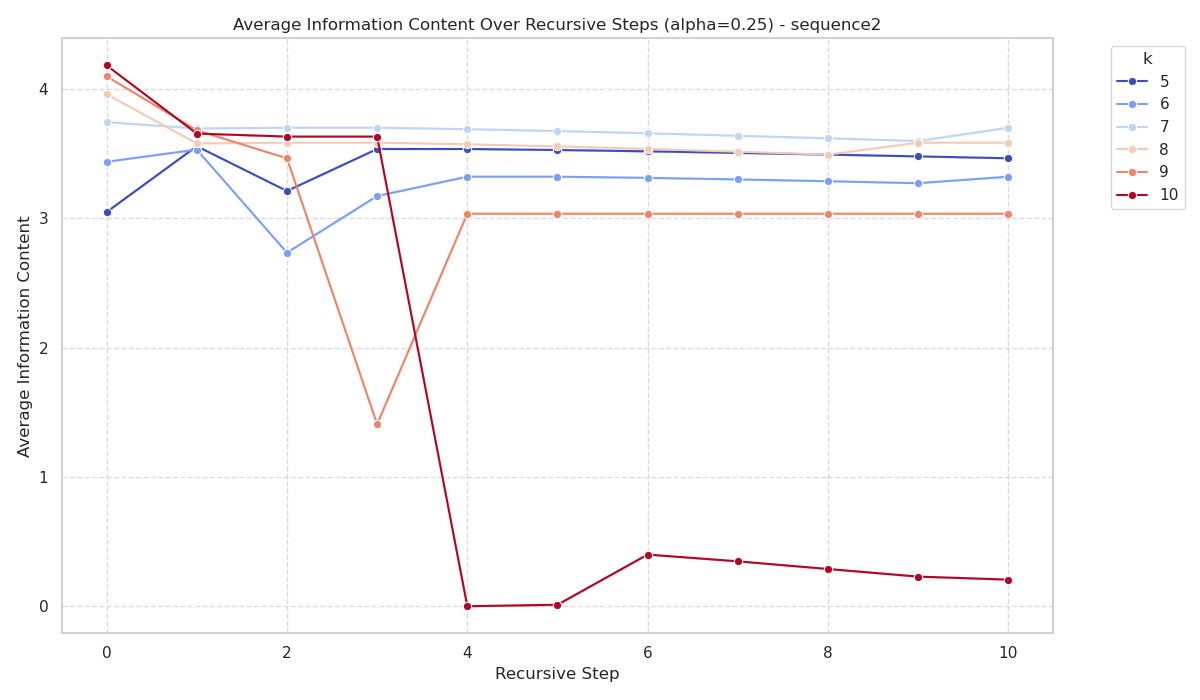 Average Information Content Over Recursive Steps (alpha=0.25) - sequence2
Average Information Content
4
3
2
1
0
0 2 4 6 8 10
Recursive Step
k
5
6
7
8
9
10